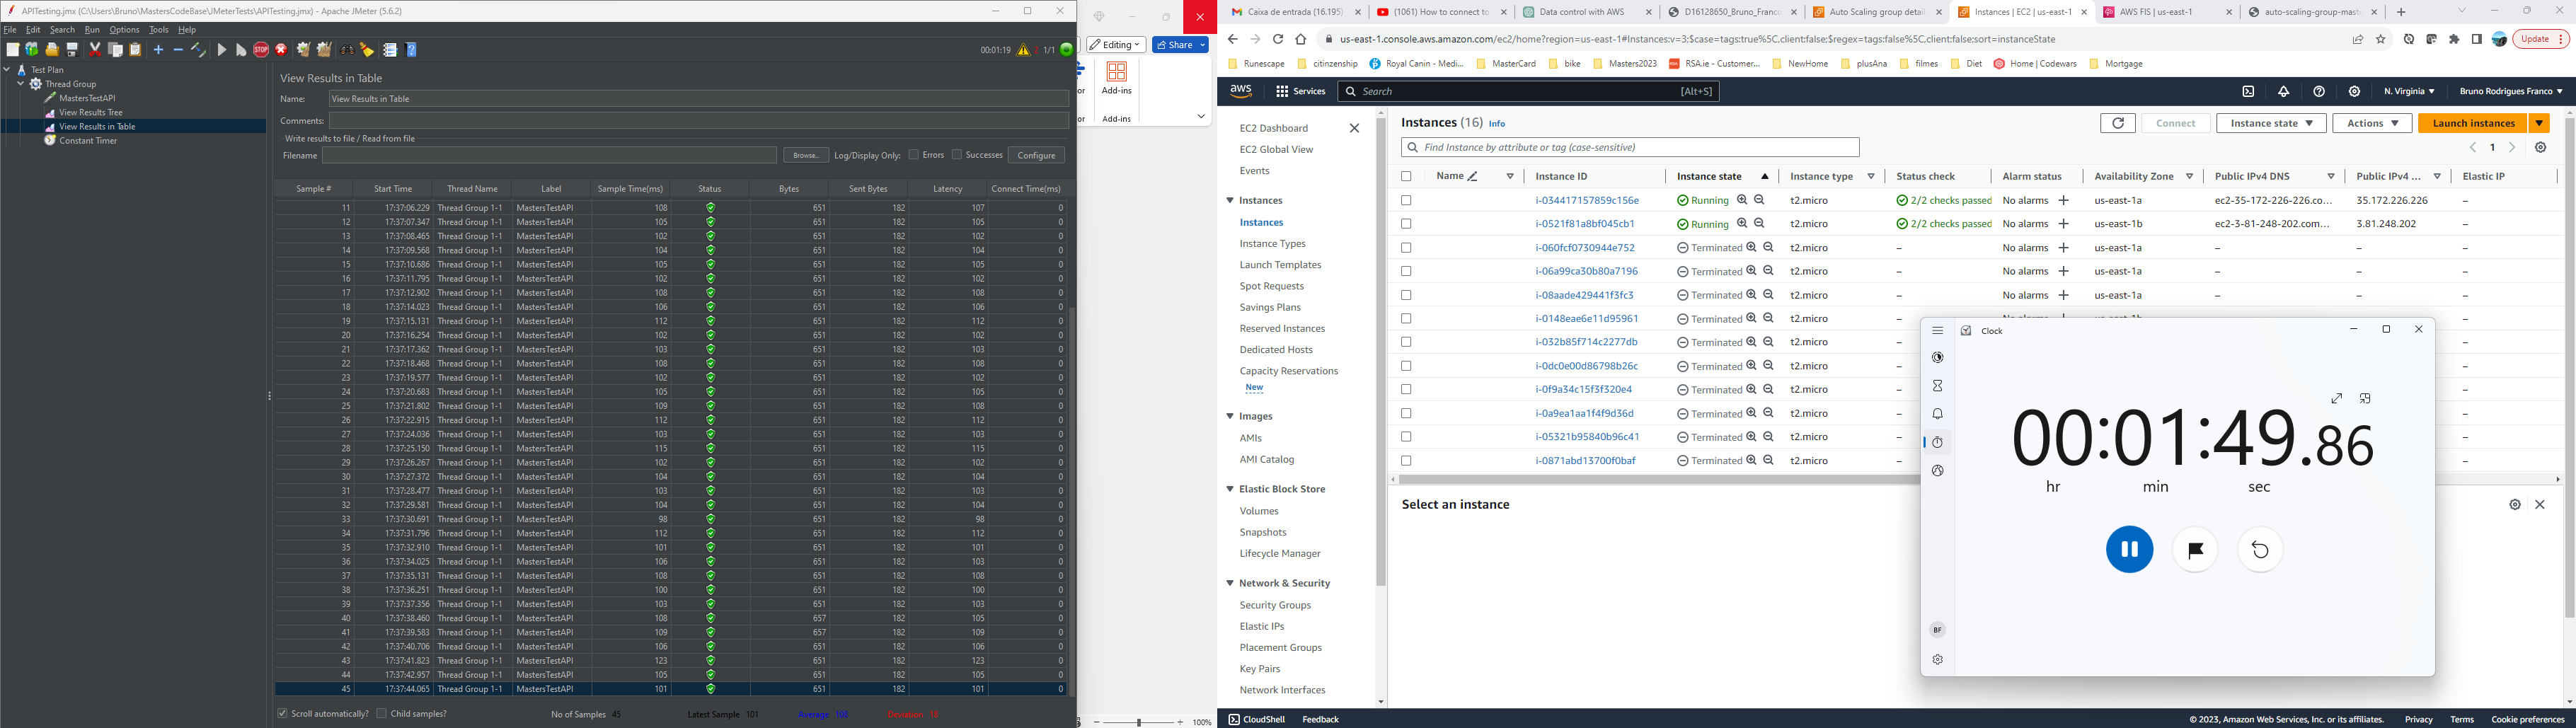 APITesting.jmx (C:\Users\Bruno\MastersCodeBase\JMeterTests\APITesting.jmx) - Apache JMeter (5.6.2)
File Edit Search Run Options Tools Help
00:01:19 2 1/1
Test Plan
Thread Group
MastersTestAPI
View Results Tree
View Results in Table
Constant Timer
View Results in Table
Name: View Results in Table
Comments:
Write results to file / Read from file
Filename Browse... Log/Display Only: Errors Successes Configure
Sample # Start Time Thread Name Label Sample Time(ms) Status Bytes Sent Bytes Latency Connect Time(ms)
11 17:37:06.229 Thread Group 1-1 MastersTestAPI 108 651 182 107 0
12 17:37:07.347 Thread Group 1-1 MastersTestAPI 105 651 182 105 0
13 17:37:08.465 Thread Group 1-1 MastersTestAPI 102 651 182 102 0
14 17:37:09.568 Thread Group 1-1 MastersTestAPI 104 651 182 104 0
15 17:37:10.686 Thread Group 1-1 MastersTestAPI 105 651 182 105 0
16 17:37:11.795 Thread Group 1-1 MastersTestAPI 102 651 182 102 0
17 17:37:12.902 Thread Group 1-1 MastersTestAPI 108 651 182 108 0
18 17:37:14.023 Thread Group 1-1 MastersTestAPI 106 651 182 106 0
19 17:37:15.131 Thread Group 1-1 MastersTestAPI 112 651 182 112 0
20 17:37:16.254 Thread Group 1-1 MastersTestAPI 102 651 182 102 0
21 17:37:17.362 Thread Group 1-1 MastersTestAPI 103 651 182 103 0
22 17:37:18.468 Thread Group 1-1 MastersTestAPI 108 651 182 108 0
23 17:37:19.577 Thread Group 1-1 MastersTestAPI 102 651 182 102 0
24 17:37:20.683 Thread Group 1-1 MastersTestAPI 105 651 182 105 0
25 17:37:21.802 Thread Group 1-1 MastersTestAPI 109 651 182 108 0
26 17:37:22.915 Thread Group 1-1 MastersTestAPI 112 651 182 112 0
27 17:37:24.036 Thread Group 1-1 MastersTestAPI 103 651 182 103 0
28 17:37:25.150 Thread Group 1-1 MastersTestAPI 115 651 182 115 0
29 17:37:26.267 Thread Group 1-1 MastersTestAPI 102 651 182 102 0
30 17:37:27.372 Thread Group 1-1 MastersTestAPI 104 651 182 104 0
31 17:37:28.477 Thread Group 1-1 MastersTestAPI 103 651 182 103 0
32 17:37:29.581 Thread Group 1-1 MastersTestAPI 104 651 182 104 0
33 17:37:30.691 Thread Group 1-1 MastersTestAPI 98 651 182 98 0
34 17:37:31.796 Thread Group 1-1 MastersTestAPI 112 651 182 112 0
35 17:37:32.910 Thread Group 1-1 MastersTestAPI 101 651 182 101 0
36 17:37:34.025 Thread Group 1-1 MastersTestAPI 106 651 182 103 0
37 17:37:35.131 Thread Group 1-1 MastersTestAPI 108 651 182 108 0
38 17:37:36.251 Thread Group 1-1 MastersTestAPI 100 651 182 100 0
39 17:37:37.356 Thread Group 1-1 MastersTestAPI 103 651 182 103 0
40 17:37:38.460 Thread Group 1-1 MastersTestAPI 108 657 182 105 0
41 17:37:39.583 Thread Group 1-1 MastersTestAPI 109 657 182 109 0
42 17:37:40.706 Thread Group 1-1 MastersTestAPI 106 651 182 106 0
43 17:37:41.823 Thread Group 1-1 MastersTestAPI 123 651 182 123 0
44 17:37:42.957 Thread Group 1-1 MastersTestAPI 105 651 182 105 0
45 17:37:44.065 Thread Group 1-1 MastersTestAPI 101 651 182 101 0
Scroll automatically? Child samples? No of Samples 45 Latest Sample 101 Average 108 Deviation 18
Editing Share
or Add-ins
or Add-ins
100%
Caixa de entrada (16.195) (1061) How to connect to Data control with AWS D16128650_Bruno_Franco Auto Scaling group detail Instances | EC2 | us-east-1 AWS FIS | us-east-1 auto-scaling-group-maste
us-east-1.console.aws.amazon.com/ec2/home?region=us-east-1#Instances:v=3;$case=tags:true%5C,client:false;$regex=tags:false%5C,client:false;sort=instanceState Update
Runescape citizenship Royal Canin - Medi... MasterCard bike Masters2023 RSA.ie - Customer... NewHome plusAna filmes Diet Home | Codewars Mortgage
aws Services Search [Alt+S] N. Virginia Bruno Rodrigues Franco
EC2 Dashboard
EC2 Global View
Events
Instances
Instances
Instance Types
Launch Templates
Spot Requests
Savings Plans
Reserved Instances
Dedicated Hosts
Capacity Reservations
New
Images
AMIs
AMI Catalog
Elastic Block Store
Volumes
Snapshots
Lifecycle Manager
Network & Security
Security Groups
Elastic IPs
Placement Groups
Key Pairs
Network Interfaces
Instances (16) Info Connect Instance state Actions Launch instances
Find Instance by attribute or tag (case-sensitive) 1
Name Instance ID Instance state Instance type Status check Alarm status Availability Zone Public IPv4 DNS Public IPv4 ... Elastic IP
i-034417157859c156e Running t2.micro 2/2 checks passed No alarms us-east-1a ec2-35-172-226-226.co... 35.172.226.226 –
i-0521f81a8bf045cb1 Running t2.micro 2/2 checks passed No alarms us-east-1b ec2-3-81-248-202.com... 3.81.248.202 –
i-060fcf0730944e752 Terminated t2.micro – No alarms us-east-1a – – –
i-06a99ca30b80a7196 Terminated t2.micro – No alarms us-east-1a – – –
i-08aade429441f3fc3 Terminated t2.micro – No alarms us-east-1a – – –
i-0148eae6e11d95961 Terminated t2.micro –
i-032b85f714c2277db Terminated t2.micro –
i-0dc0e00d86798b26c Terminated t2.micro –
i-0f9a34c15f3f320e4 Terminated t2.micro –
i-0a9ea1aa1f4f9d36d Terminated t2.micro –
i-05321b95840b96c41 Terminated t2.micro –
i-0871abd13700f0baf Terminated t2.micro –
Select an instance
Clock
00:01:49.86
hr min sec
BF
CloudShell Feedback © 2023, Amazon Web Services, Inc. or its affiliates. Privacy Terms Cookie preferences